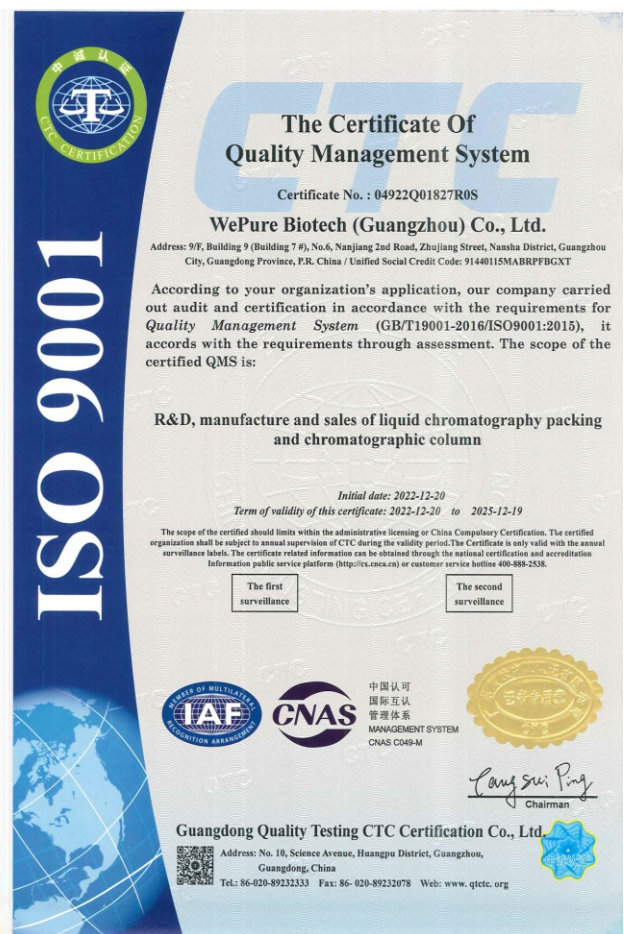 中诚认证
CTC CERTIFICATION
ISO 9001
CTC
The Certificate Of
Quality Management System
Certificate No. : 04922Q01827R0S
WePure Biotech (Guangzhou) Co., Ltd.
Address: 9/F, Building 9 (Building 7 #), No.6, Nanjiang 2nd Road, Zhujiang Street, Nansha District, Guangzhou
City, Guangdong Province, P.R. China / Unified Social Credit Code: 91440115MABRPFBGXT
According to your organization's application, our company carried
out audit and certification in accordance with the requirements for
Quality Management System (GB/T19001-2016/ISO9001:2015), it
accords with the requirements through assessment. The scope of the
certified QMS is:
R&D, manufacture and sales of liquid chromatography packing
and chromatographic column
Initial date: 2022-12-20
Term of validity of this certificate: 2022-12-20 to 2025-12-19
The scope of the certified should limits within the administrative licensing or China Compulsory Certification. The certified
organization shall be subject to annual supervision of CTC during the validity period.The Certificate is only valid with the annual
surveillance labels. The certificate related information can be obtained through the national certification and accreditation
Information public service platform (http://cx.cnca.cn) or customer service hotline 400-888-2538.
The first
surveillance
The second
surveillance
MEMBER OF MULTILATERAL
IAF
RECOGNITION ARRANGEMENT
CNAS
中国认可
国际互认
管理体系
MANAGEMENT SYSTEM
CNAS C049-M
Chairman
Guangdong Quality Testing CTC Certification Co., Ltd.
Address: No. 10, Science Avenue, Huangpu District, Guangzhou,
Guangdong, China
Tel.: 86-020-89232333 Fax: 86- 020-89232078 Web: www. qtctc. org